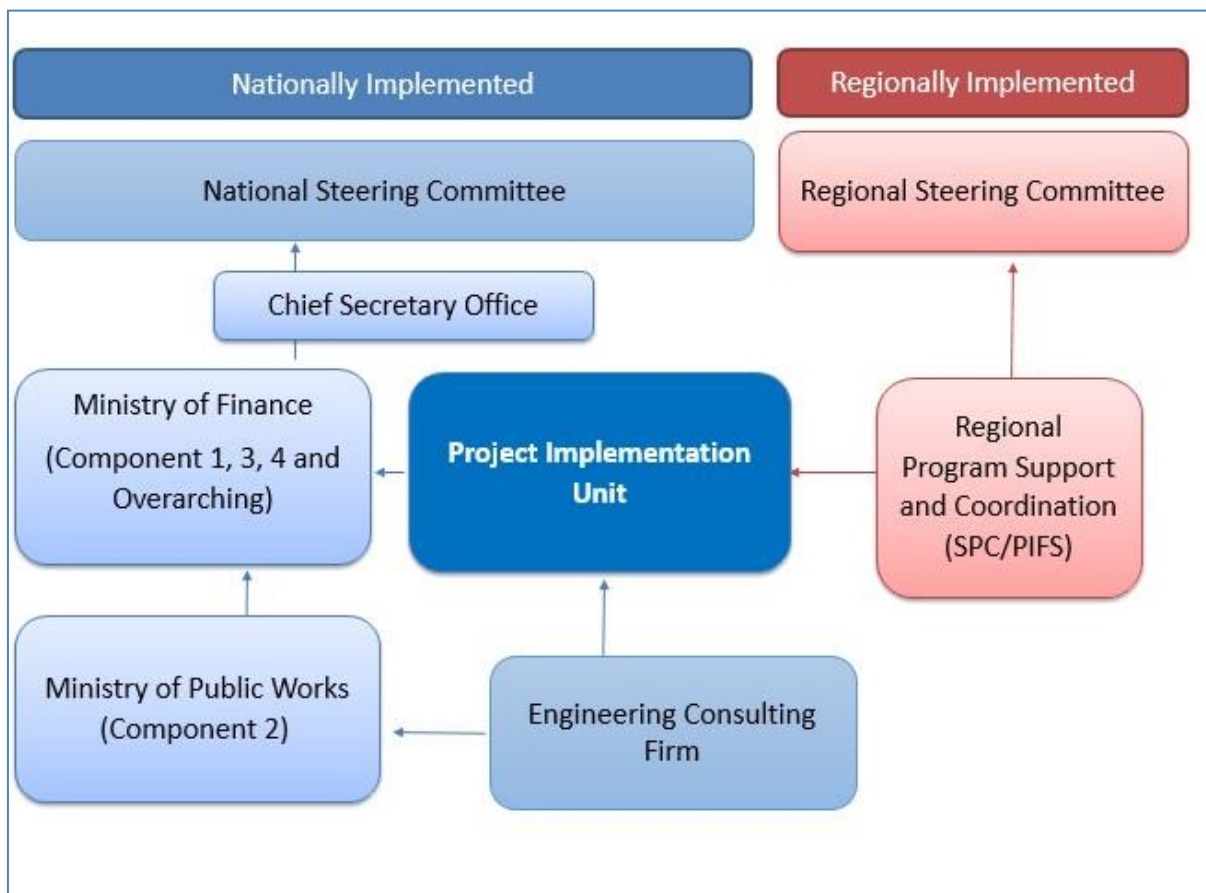 Nationally Implemented
Regionally Implemented
National Steering Committee
Regional Steering Committee
Chief Secretary Office
Ministry of Finance
(Component 1, 3, 4 and
Overarching)
Project Implementation
Unit
Regional
Program Support
and Coordination
(SPC/PIFS)
Ministry of Public Works
(Component 2)
Engineering Consulting
Firm